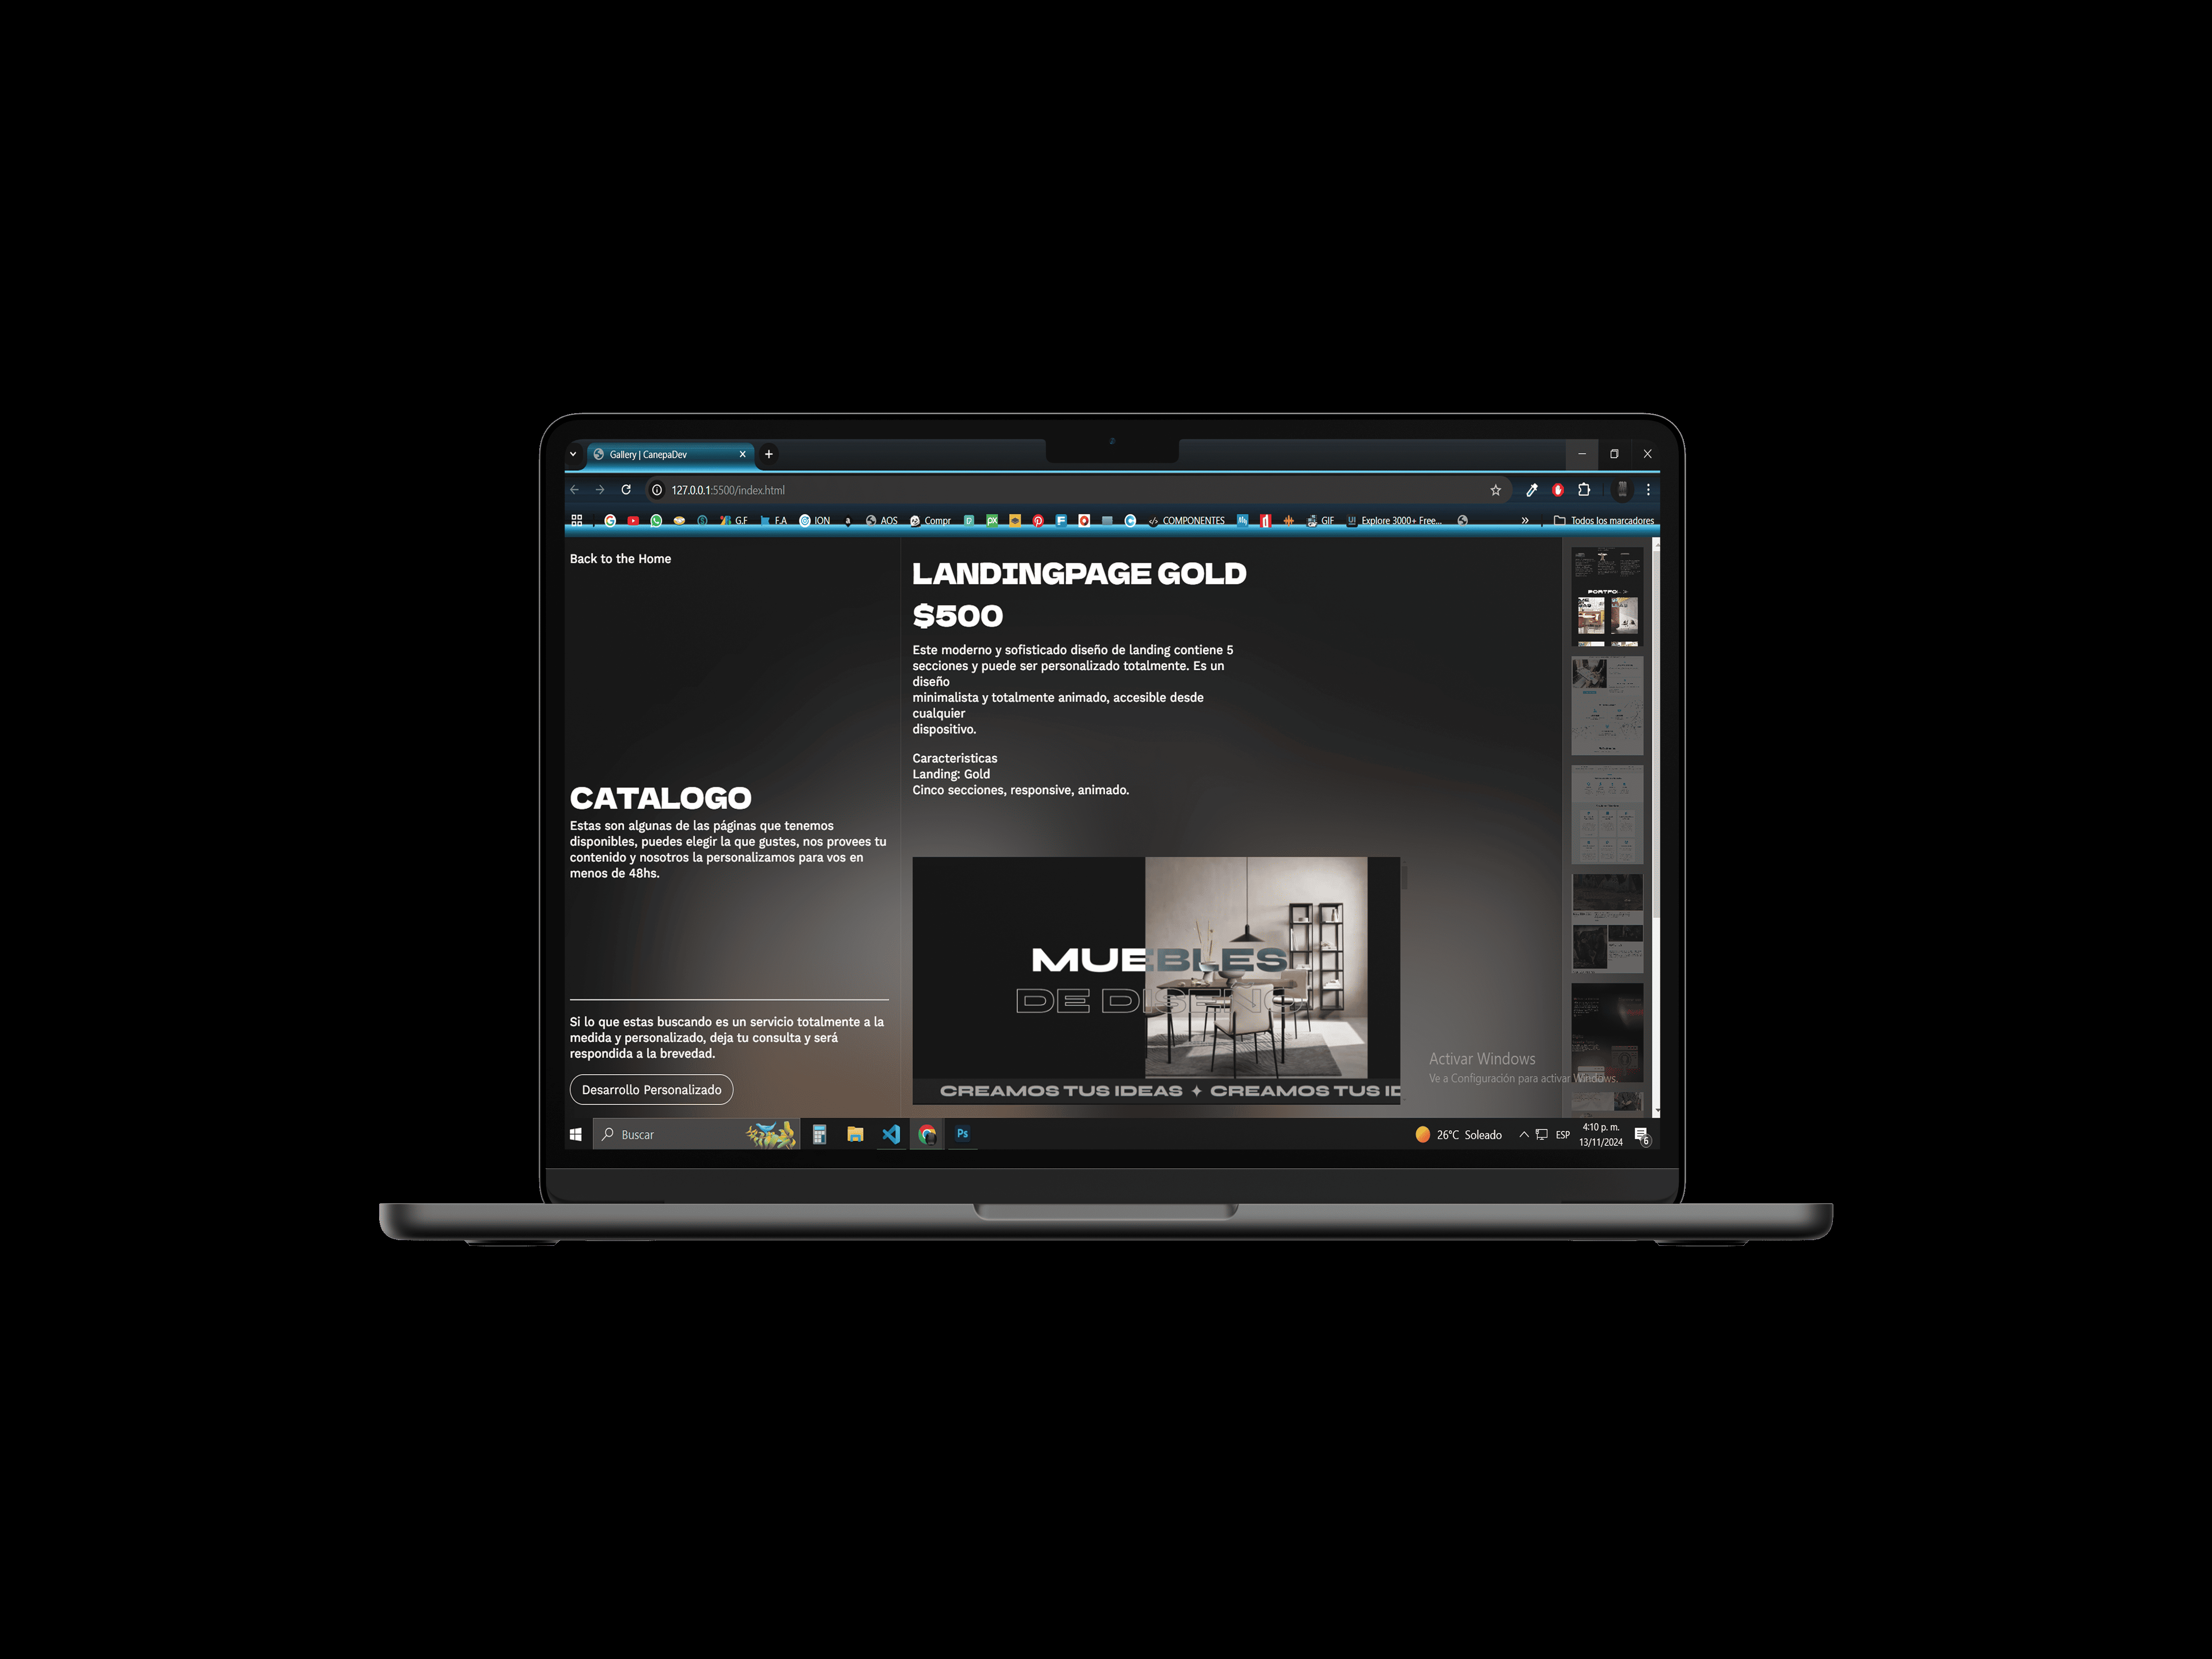 Gallery | CanepaDev
127.0.0.1:5500/index.html
G.F
F.A
ION
AOS
Compr
COMPONENTES
GIF
Explore 3000+ Free...
Todos los marcadores
Back to the Home
CATALOGO
Estas son algunas de las páginas que tenemos
disponibles, puedes elegir la que gustes, nos provees tu
contenido y nosotros la personalizamos para vos en
menos de 48hs.
Si lo que estas buscando es un servicio totalmente a la
medida y personalizado, deja tu consulta y será
respondida a la brevedad.
Desarrollo Personalizado
LANDINGPAGE GOLD
$500
Este moderno y sofisticado diseño de landing contiene 5
secciones y puede ser personalizado totalmente. Es un
diseño
minimalista y totalmente animado, accesible desde
cualquier
dispositivo.
Caracteristicas
Landing: Gold
Cinco secciones, responsive, animado.
MUEBLES
DE DISEÑO
CREAMOS TUS IDEAS ✦ CREAMOS TUS ID
Activar Windows
Ve a Configuración para activar Windows.
Buscar
Ps
26°C Soleado
ESP
4:10 p. m.
13/11/2024
6